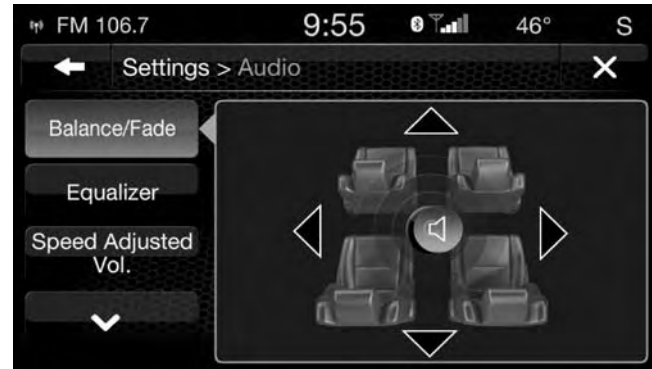 FM 106.7 9:55 46° S
Settings > Audio
Balance/Fade
Equalizer
Speed Adjusted
Vol.